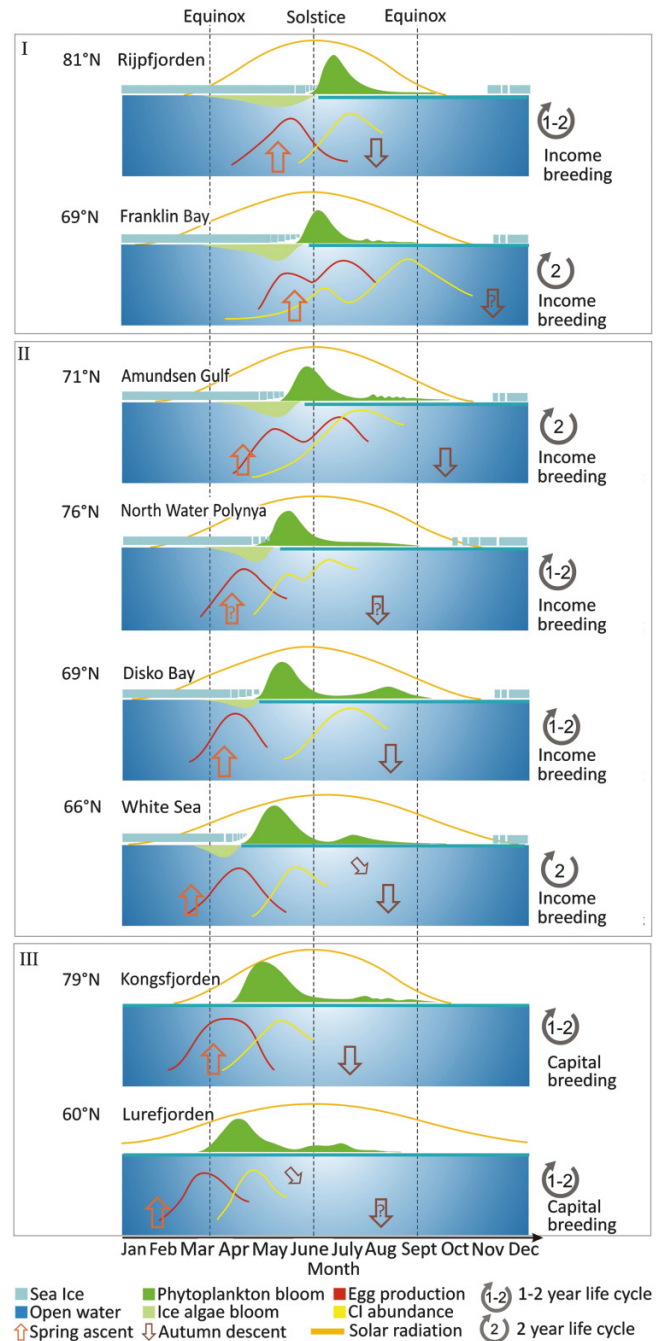 Equinox Solstice Equinox
I
81°N Rijpfjorden
1-2
Income
breeding
69°N Franklin Bay
2
?
Income
breeding
II
71°N Amundsen Gulf
2
Income
breeding
76°N North Water Polynya
1-2
? ?
Income
breeding
69°N Disko Bay
1-2
Income
breeding
66°N White Sea
2
Income
breeding
III
79°N Kongsfjorden
1-2
Capital
breeding
60°N Lurefjorden
1-2
?
Capital
breeding
Jan Feb Mar Apr May June July Aug Sept Oct Nov Dec
Month
Sea Ice Phytoplankton bloom Egg production 1-2 1-2 year life cycle
Open water Ice algae bloom CI abundance
Spring ascent Autumn descent Solar radiation 2 2 year life cycle